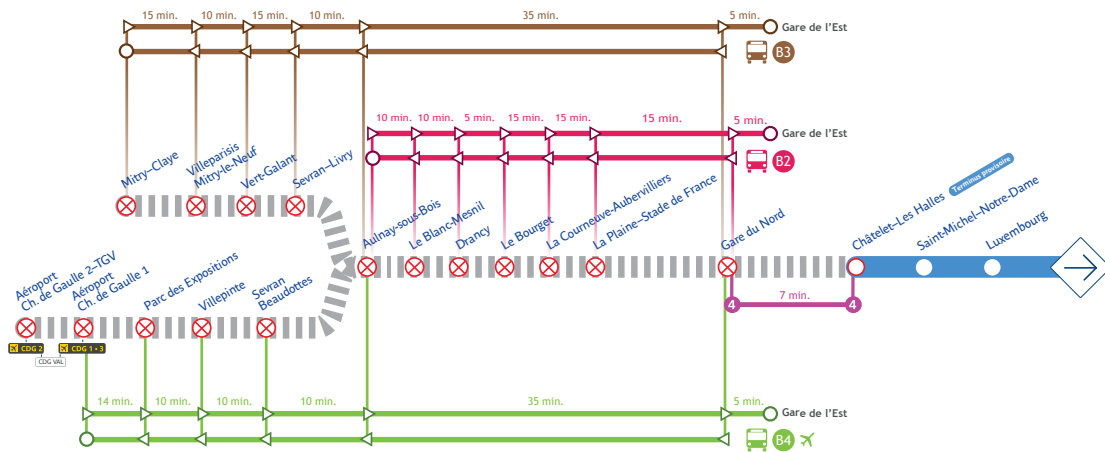 15 min.
10 min.
15 min.
10 min.
35 min.
5 min.
Gare de l'Est
B3
10 min.
10 min.
5 min.
15 min.
15 min.
15 min.
5 min.
Gare de l'Est
B2
Mitry–Claye
Villeparisis
Mitry-le-Neuf
Vert-Galant
Sevran–Livry
Aulnay-sous-Bois
Le Blanc-Mesnil
Drancy
Le Bourget
La Courneuve-Aubervilliers
La Plaine–Stade de France
Gare du Nord
Châtelet–Les Halles
Terminus provisoire
Saint-Michel–Notre-Dame
Luxembourg
Aéroport
Ch. de Gaulle 2–TGV
Aéroport
Ch. de Gaulle 1
Parc des Expositions
Villepinte
Sevran
Beaudottes
4
7 min.
4
CDG 2
CDG VAL
CDG 1 • 3
14 min.
10 min.
10 min.
10 min.
35 min.
5 min.
Gare de l'Est
B4